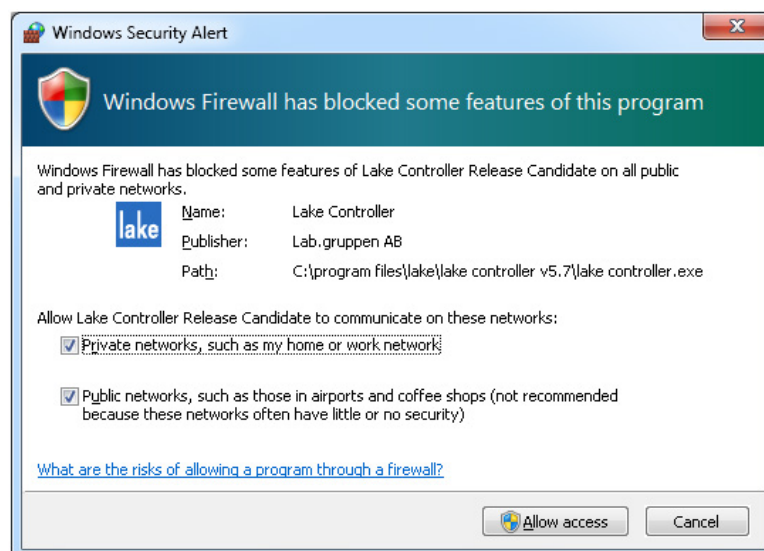 Windows Security Alert
Windows Firewall has blocked some features of this program
Windows Firewall has blocked some features of Lake Controller Release Candidate on all public
and private networks.
lake
Name: Lake Controller
Publisher: Lab.gruppen AB
Path: C:\program files\lake\lake controller v5.7\lake controller.exe
Allow Lake Controller Release Candidate to communicate on these networks:
Private networks, such as my home or work network
Public networks, such as those in airports and coffee shops (not recommended
because these networks often have little or no security)
What are the risks of allowing a program through a firewall?
Allow access Cancel